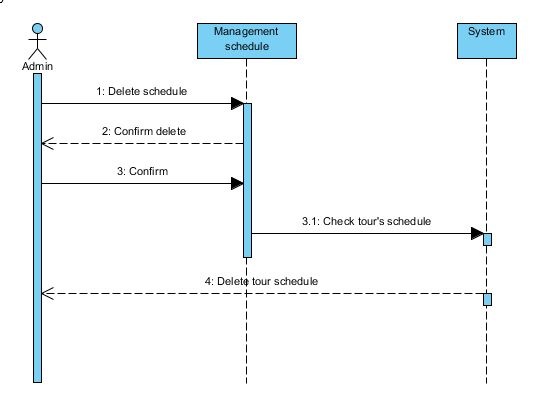 Management
schedule
System
Admin
1: Delete schedule
2: Confirm delete
3: Confirm
3.1: Check tour's schedule
4: Delete tour schedule